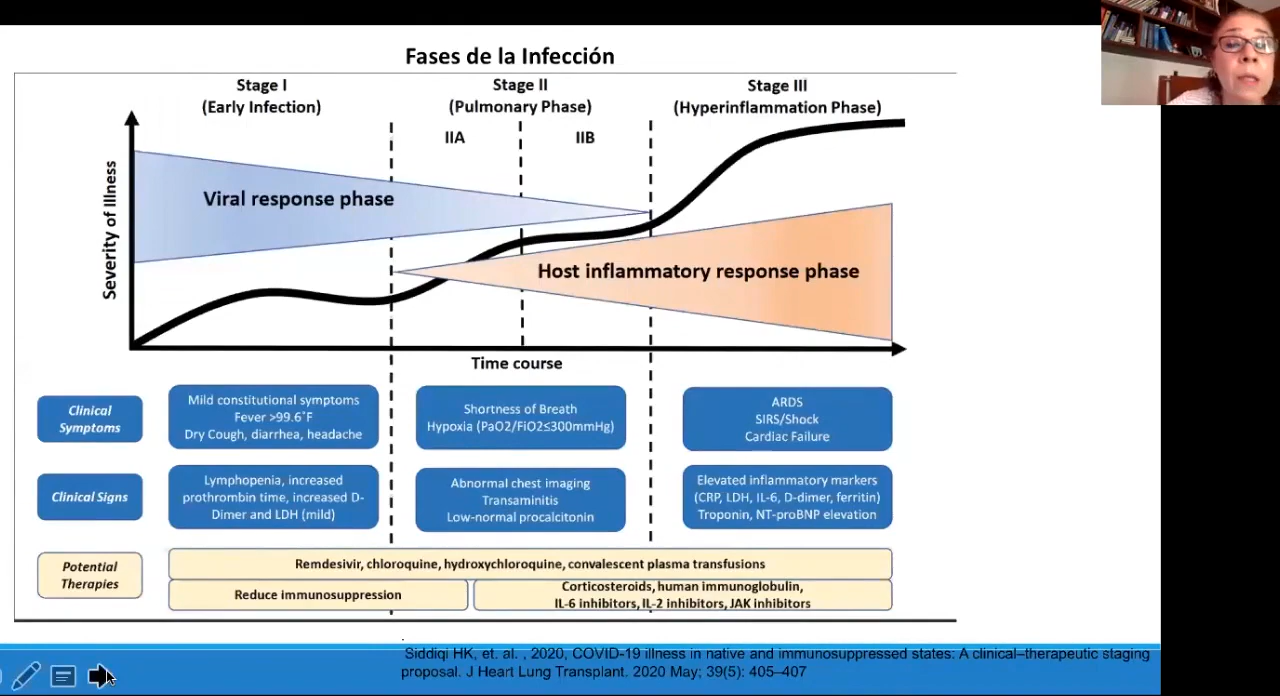 Fases de la Infección
Stage I
(Early Infection)
Stage II
(Pulmonary Phase)
Stage III
(Hyperinflammation Phase)
IIA
IIB
Severity of Illness
Viral response phase
Host inflammatory response phase
Time course
Clinical
Symptoms
Mild constitutional symptoms
Fever >99.6°F
Dry Cough, diarrhea, headache
Shortness of Breath
Hypoxia (PaO2/FiO2≤300mmHg)
ARDS
SIRS/Shock
Cardiac Failure
Clinical Signs
Lymphopenia, increased
prothrombin time, increased D-
Dimer and LDH (mild)
Abnormal chest imaging
Transaminitis
Low-normal procalcitonin
Elevated inflammatory markers
(CRP, LDH, IL-6, D-dimer, ferritin)
Troponin, NT-proBNP elevation
Potential
Therapies
Remdesivir, chloroquine, hydroxychloroquine, convalescent plasma transfusions
Reduce immunosuppression
Corticosteroids, human immunoglobulin,
IL-6 inhibitors, IL-2 inhibitors, JAK inhibitors
.
Siddiqi HK, et. al. , 2020, COVID-19 illness in native and immunosuppressed states: A clinical–therapeutic staging
proposal. J Heart Lung Transplant. 2020 May; 39(5): 405–407